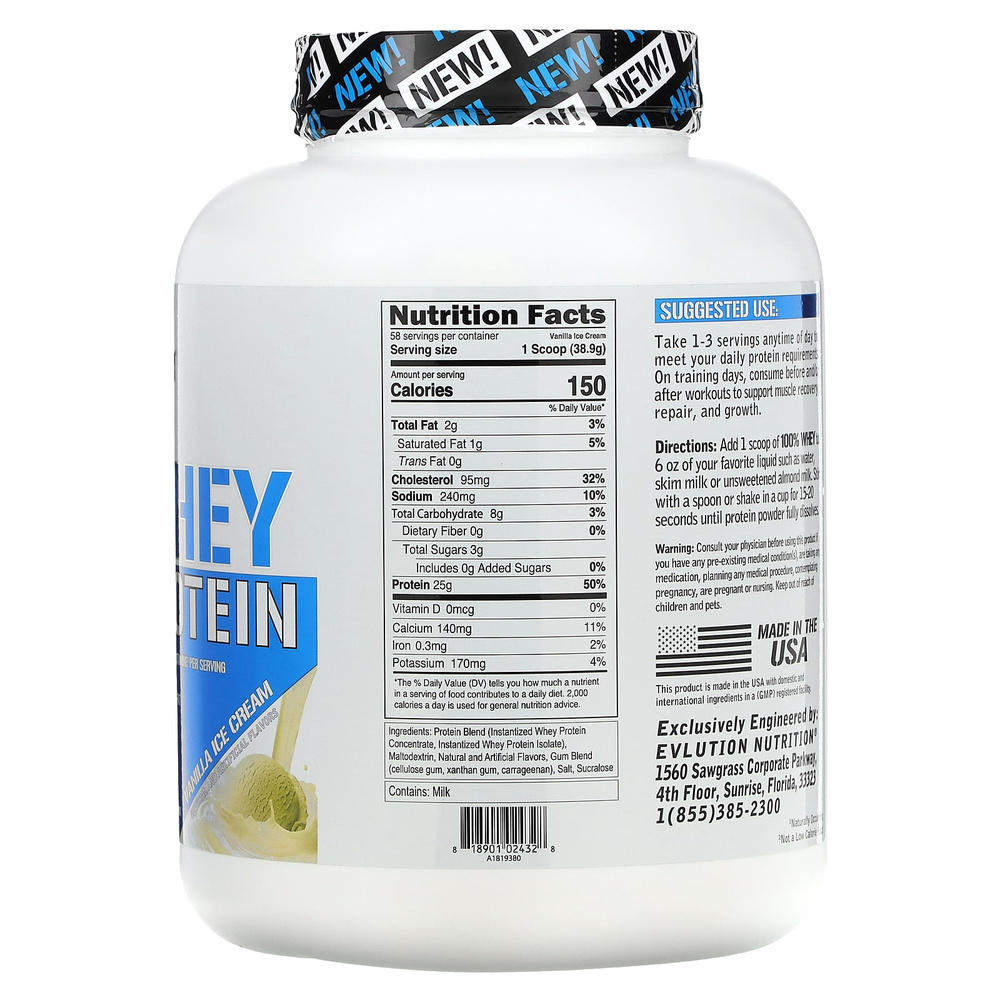 NEW! NEW! NEW! NEW! NEW! NEW!
HEY
OTEIN
PER SERVING
VANILLA ICE CREAM
ARTIFICIAL FLAVORS
Nutrition Facts
58 servings per container Vanilla Ice Cream
Serving size 1 Scoop (38.9g)
Amount per serving
Calories 150
% Daily Value*
Total Fat 2g 3%
Saturated Fat 1g 5%
Trans Fat 0g
Cholesterol 95mg 32%
Sodium 240mg 10%
Total Carbohydrate 8g 3%
Dietary Fiber 0g 0%
Total Sugars 3g
Includes 0g Added Sugars 0%
Protein 25g 50%
Vitamin D 0mcg 0%
Calcium 140mg 11%
Iron 0.3mg 2%
Potassium 170mg 4%
*The % Daily Value (DV) tells you how much a nutrient
in a serving of food contributes to a daily diet. 2,000
calories a day is used for general nutrition advice.
Ingredients: Protein Blend (Instantized Whey Protein
Concentrate, Instantized Whey Protein Isolate),
Maltodextrin, Natural and Artificial Flavors, Gum Blend
(cellulose gum, xanthan gum, carrageenan), Salt, Sucralose
Contains: Milk
8 18901 02432 8
A1819380
SUGGESTED USE:
Take 1-3 servings anytime of day to
meet your daily protein requirements
On training days, consume before and
after workouts to support muscle recovery,
repair, and growth.
Directions: Add 1 scoop of 100% WHEY
6 oz of your favorite liquid such as water,
skim milk or unsweetened almond milk.
with a spoon or shake in a cup for 15-20
seconds until protein powder fully dissolves
Warning: Consult your physician before using this product
you have any pre-existing medical condition(s), are taking
medication, planning any medical procedure, contemplating
pregnancy, are pregnant or nursing. Keep out of reach of
children and pets.
MADE IN THE
USA
This product is made in the USA with domestic and
international ingredients in a (GMP) registered facility.
Exclusively Engineered by:
EVLUTION NUTRITION®
1560 Sawgrass Corporate Parkway,
4th Floor, Sunrise, Florida, 33323
1(855)385-2300
¹Naturally
²Not a Low